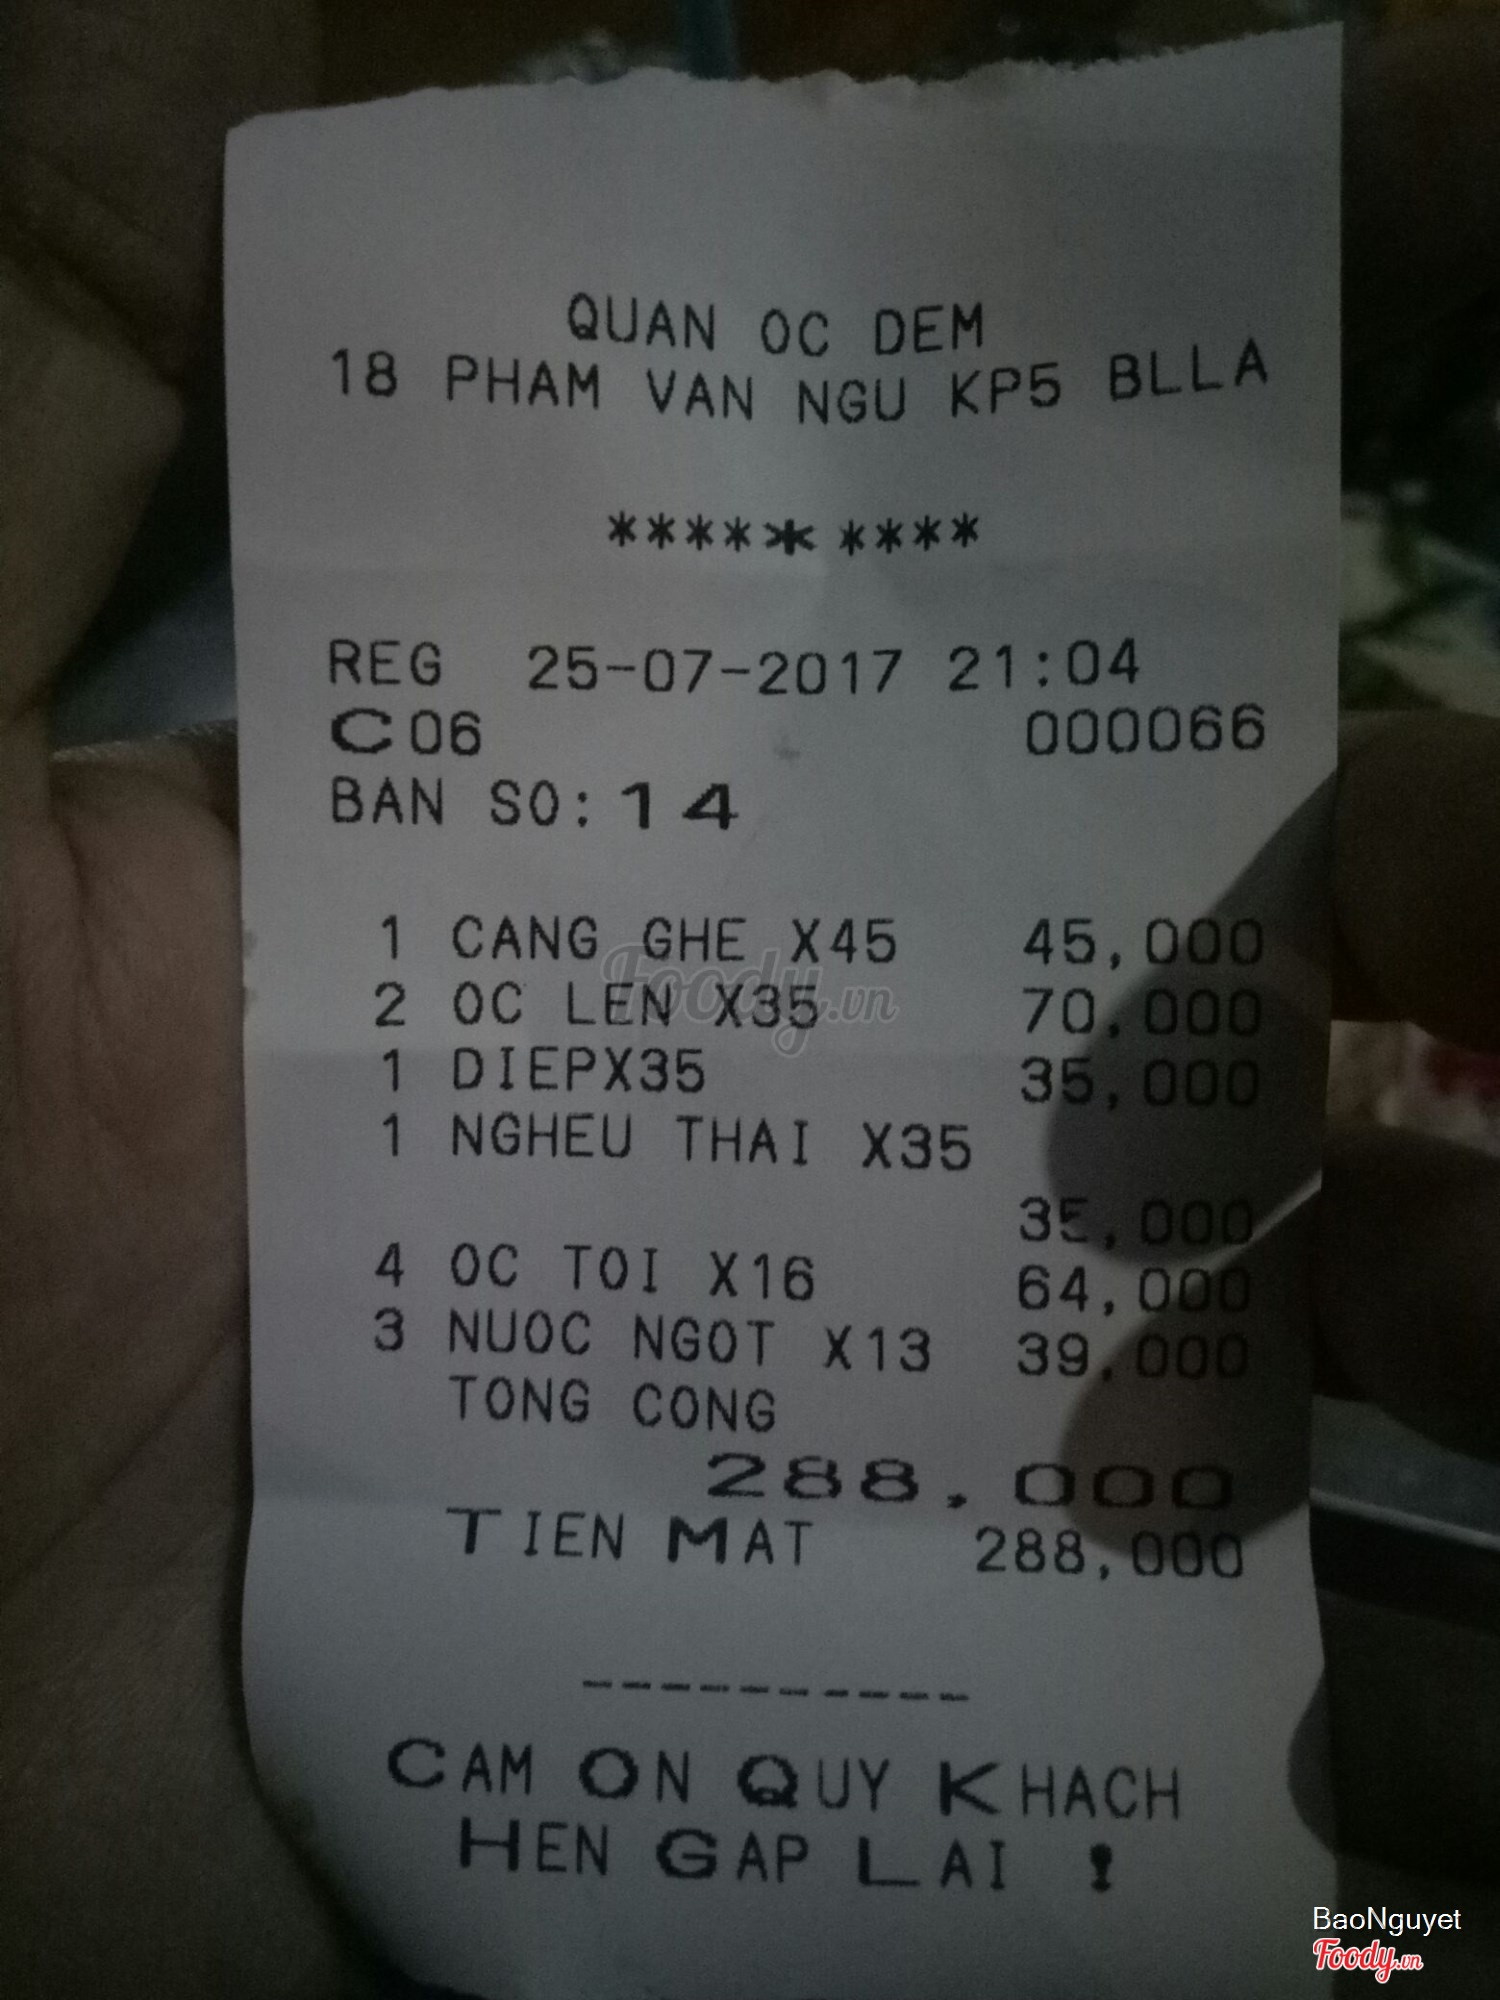 QUAN OC DEM
18 PHAM VAN NGU KP5 BLLA
***** ****
REG 25-07-2017 21:04
C06 000066
BAN SO: 14
1 CANG GHE X45 45,000
2 OC LEN X35 70,000
1 DIEPX35 35,000
1 NGHEU THAI X35
35,000
4 OC TOI X16 64,000
3 NUOC NGOT X13 39,000
TONG CONG
288,000
TIEN MAT 288,000
----------
CAM ON QUY KHACH
HEN GAP LAI !
Foody.vn
BaoNguyet
Foody.vn